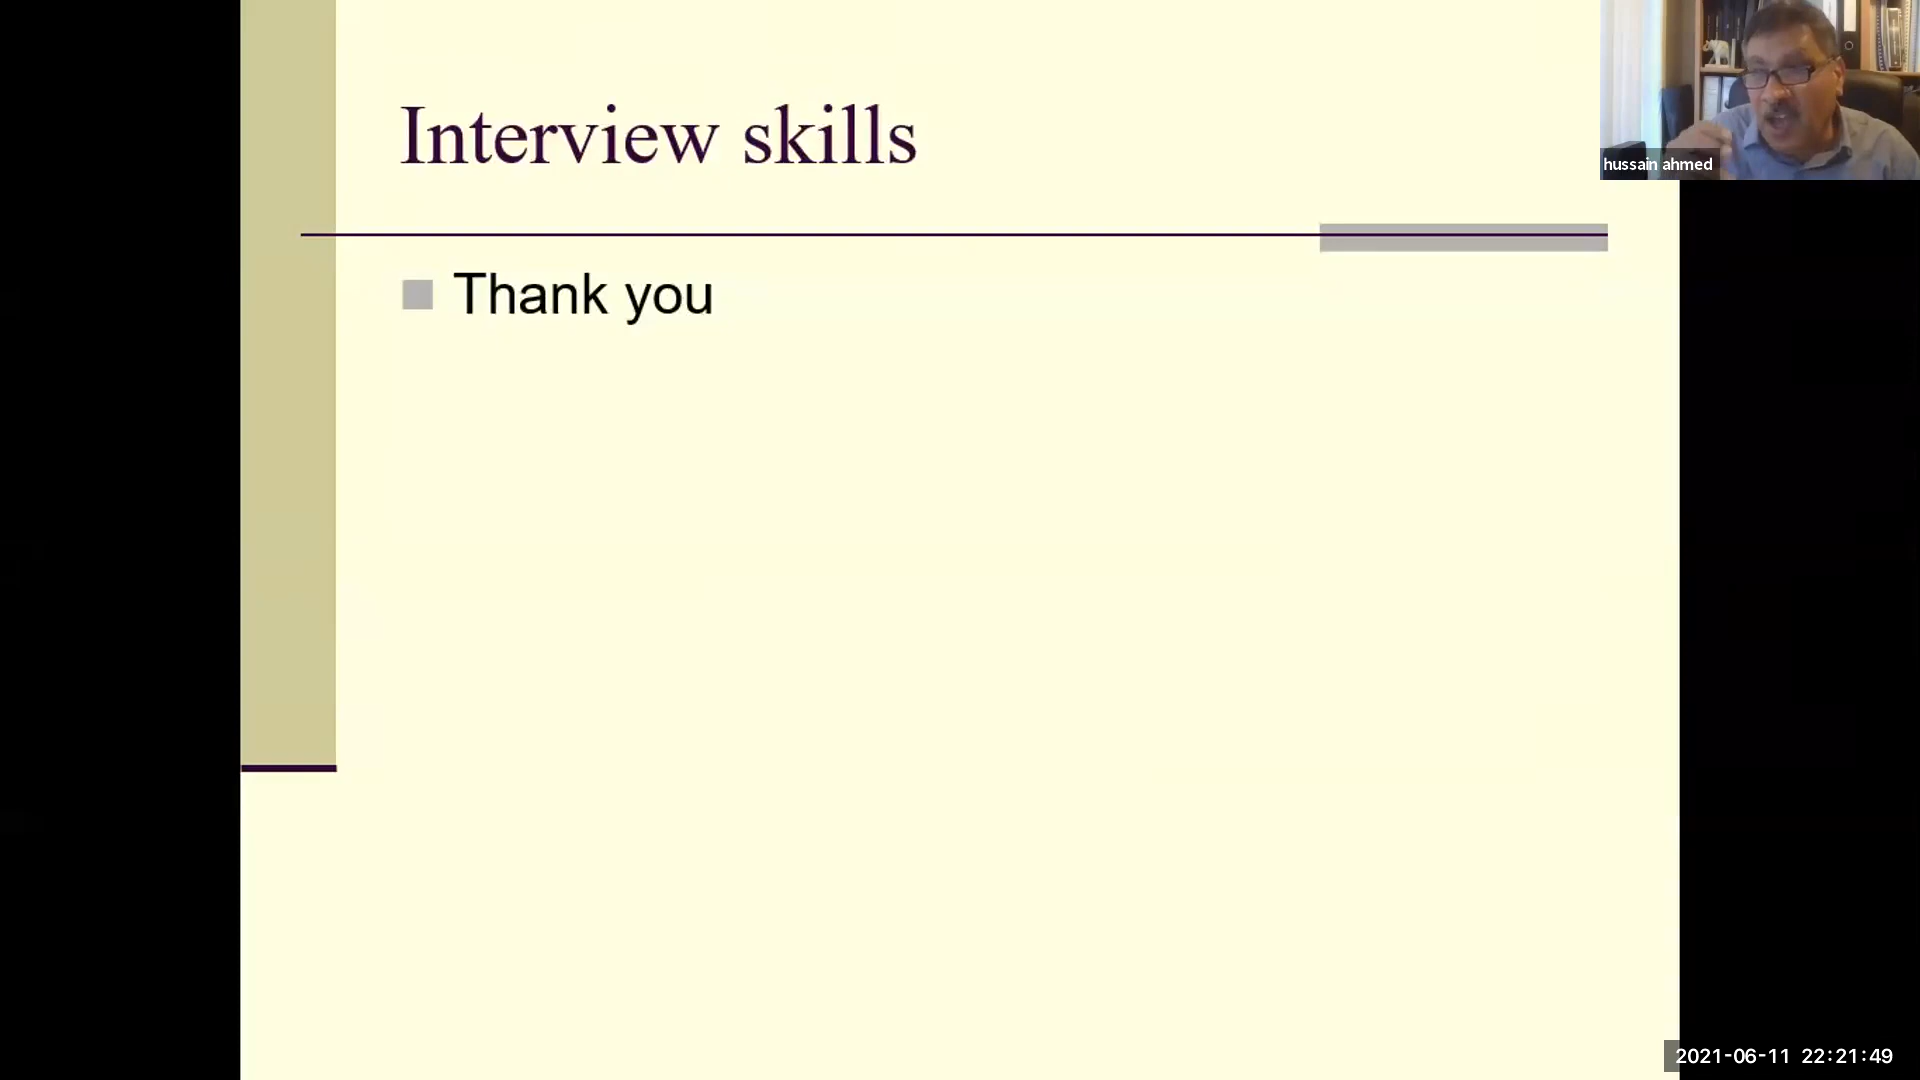 Interview skills
hussain ahmed
Thank you
2021-06-11 22:21:49